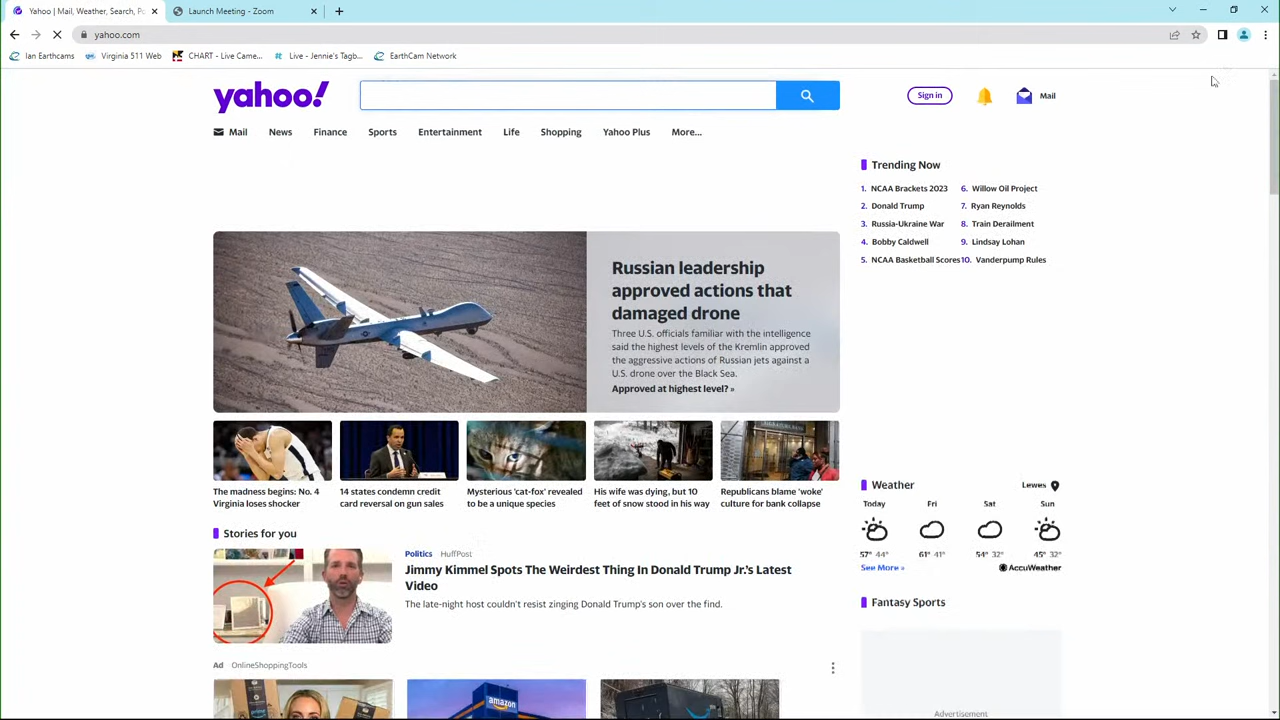 Yahoo | Mail, Weather, Search, Po
Launch Meeting - Zoom
yahoo.com
Ian Earthcams
Virginia 511 Web
CHART - Live Came...
Live - Jennie's Tagb...
EarthCam Network
yahoo!
Sign in
Mail
Mail
News
Finance
Sports
Entertainment
Life
Shopping
Yahoo Plus
More...
Russian leadership
approved actions that
damaged drone
Three U.S. officials familiar with the intelligence
said the highest levels of the Kremlin approved
the aggressive actions of Russian jets against a
U.S. drone over the Black Sea.
Approved at highest level? »
The madness begins: No. 4
Virginia loses shocker
14 states condemn credit
card reversal on gun sales
Mysterious 'cat-fox' revealed
to be a unique species
His wife was dying, but 10
feet of snow stood in his way
Republicans blame 'woke'
culture for bank collapse
Stories for you
Politics HuffPost
Jimmy Kimmel Spots The Weirdest Thing In Donald Trump Jr.'s Latest
Video
The late-night host couldn't resist zinging Donald Trump's son over the find.
Ad OnlineShoppingTools
amazon
Trending Now
1. NCAA Brackets 2023
2. Donald Trump
3. Russia-Ukraine War
4. Bobby Caldwell
5. NCAA Basketball Scores
6. Willow Oil Project
7. Ryan Reynolds
8. Train Derailment
9. Lindsay Lohan
10. Vanderpump Rules
Weather
Lewes
Today Fri Sat Sun
57° 44° 61° 41° 54° 32° 45° 32°
See More »
AccuWeather
Fantasy Sports
Advertisement